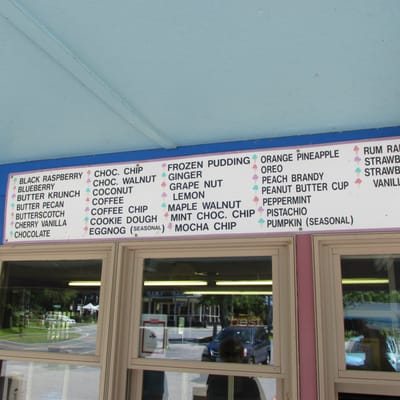 BLACK RASPBERRY
BLUEBERRY
BUTTER KRUNCH
BUTTER PECAN
BUTTERSCOTCH
CHERRY VANILLA
CHOCOLATE
CHOC. CHIP
CHOC. WALNUT
COCONUT
COFFEE
COFFEE CHIP
COOKIE DOUGH
EGGNOG (SEASONAL)
FROZEN PUDDING
GINGER
GRAPE NUT
LEMON
MAPLE WALNUT
MINT CHOC. CHIP
MOCHA CHIP
ORANGE PINEAPPLE
OREO
PEACH BRANDY
PEANUT BUTTER CUP
PEPPERMINT
PISTACHIO
PUMPKIN (SEASONAL)
RUM RA
STRAWB
STRAWB
VANILL